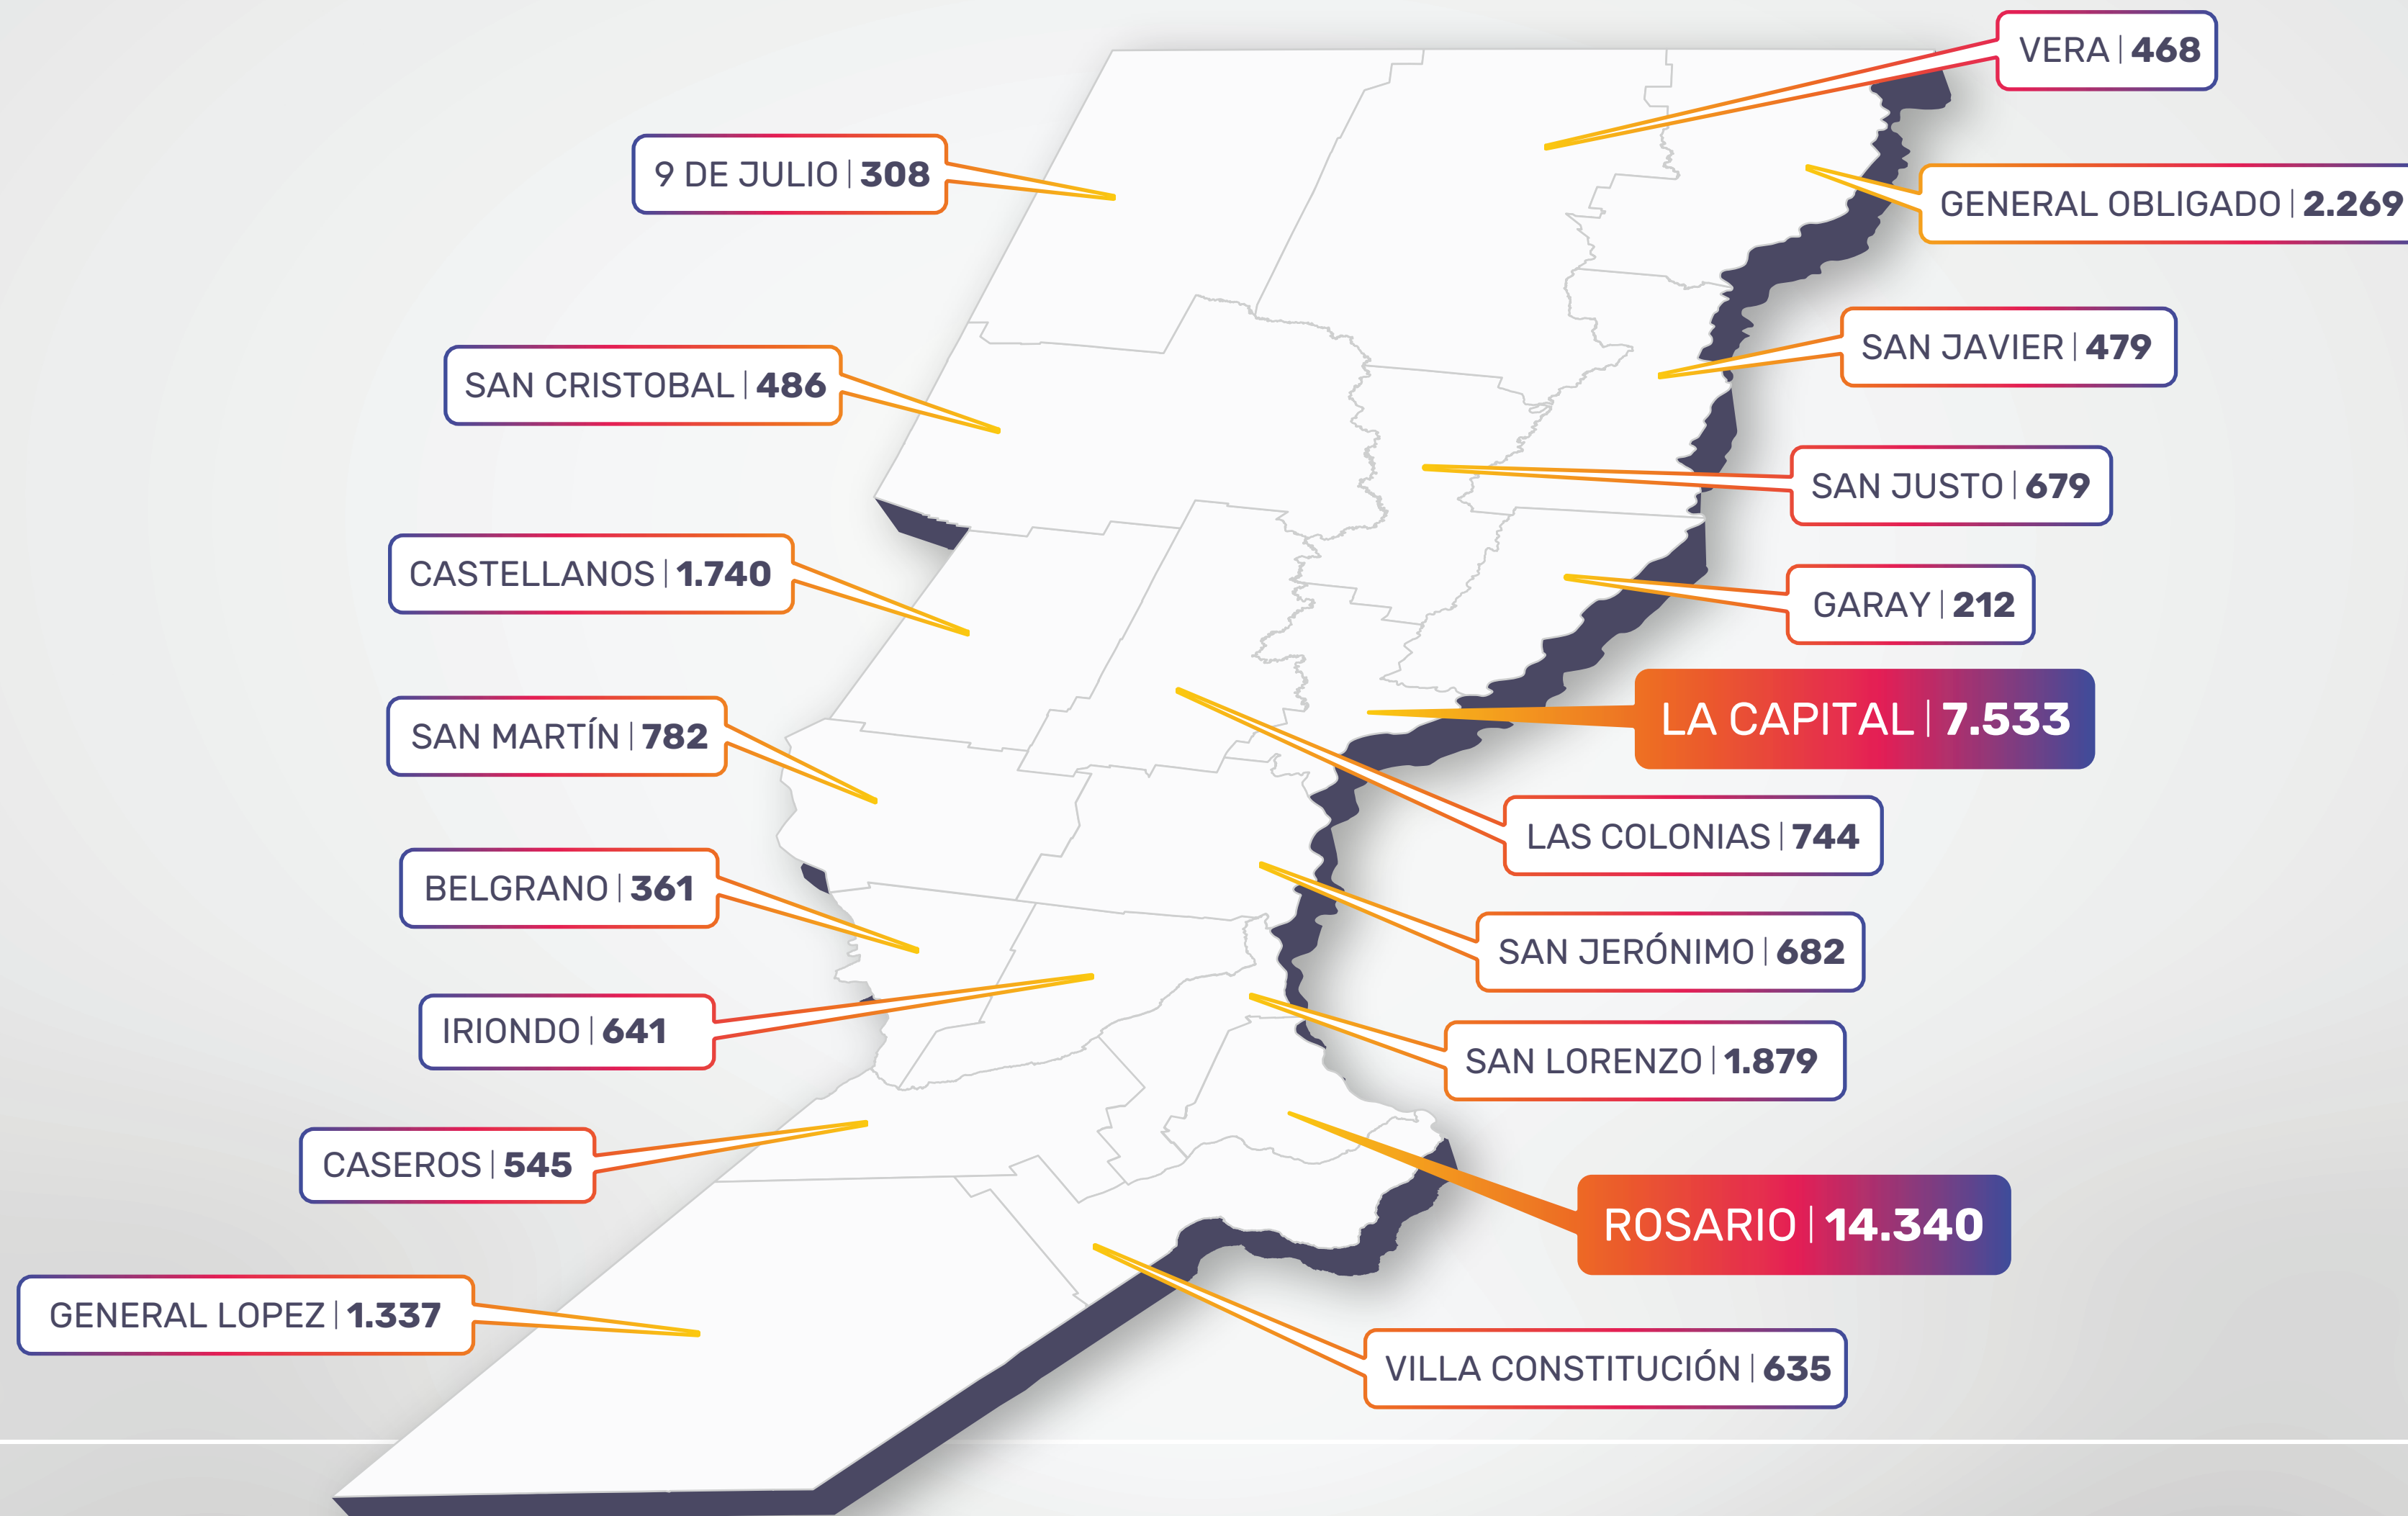 VERA | 468
9 DE JULIO | 308
GENERAL OBLIGADO | 2.269
SAN JAVIER | 479
SAN CRISTOBAL | 486
SAN JUSTO | 679
CASTELLANOS | 1.740
GARAY | 212
LA CAPITAL | 7.533
SAN MARTÍN | 782
LAS COLONIAS | 744
BELGRANO | 361
SAN JERÓNIMO | 682
IRIONDO | 641
SAN LORENZO | 1.879
CASEROS | 545
ROSARIO | 14.340
GENERAL LOPEZ | 1.337
VILLA CONSTITUCIÓN | 635